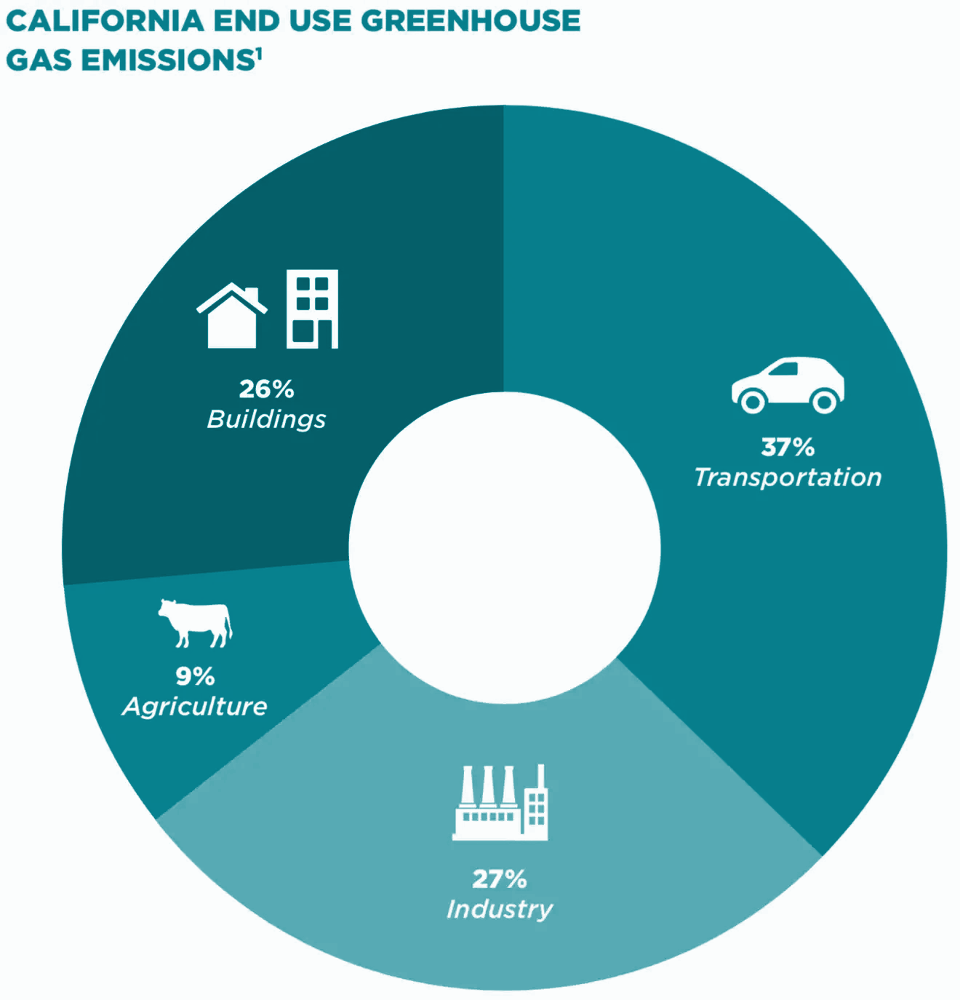 CALIFORNIA END USE GREENHOUSE
GAS EMISSIONS¹
26%
Buildings
37%
Transportation
9%
Agriculture
27%
Industry